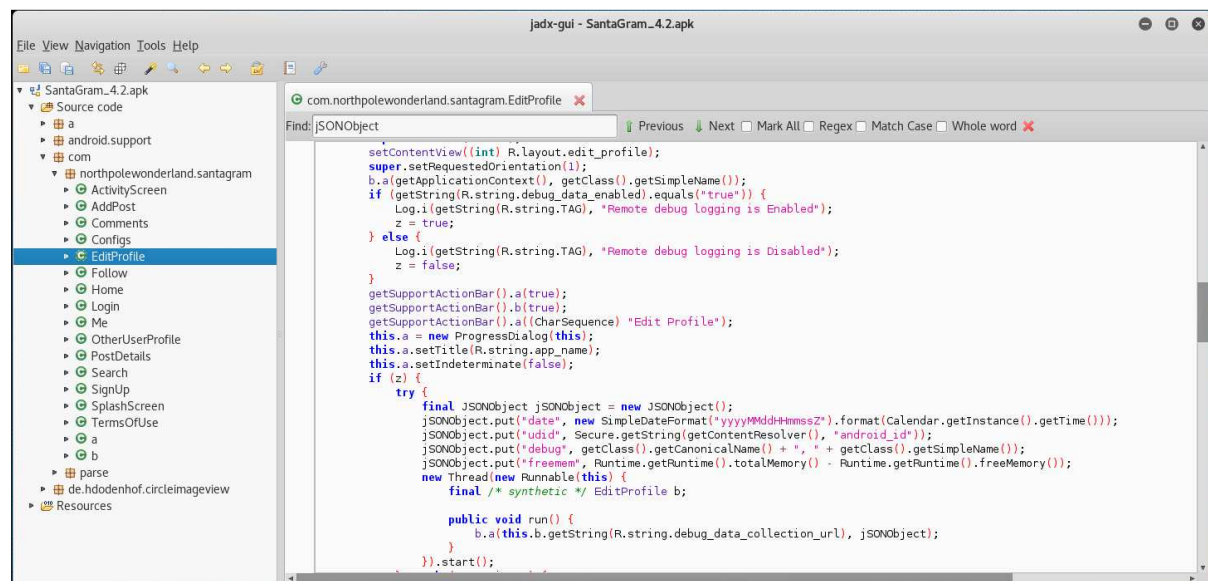 jadx-gui - SantaGram_4.2.apk
File View Navigation Tools Help
SantaGram_4.2.apk
Source code
a
android.support
com
northpolewonderland.santagram
ActivityScreen
AddPost
Comments
Configs
EditProfile
Follow
Home
Login
Me
OtherUserProfile
PostDetails
Search
SignUp
SplashScreen
TermsOfUse
a
b
parse
de.hdodenhof.circleimageview
Resources
com.northpolewonderland.santagram.EditProfile
Find: jSONObject Previous Next Mark All Regex Match Case Whole word
setContentView((int) R.layout.edit_profile);
super.setRequestedOrientation(1);
b.a(getApplicationContext(), getClass().getSimpleName());
if (getString(R.string.debug_data_enabled).equals("true")) {
Log.i(getString(R.string.TAG), "Remote debug logging is Enabled");
z = true;
} else {
Log.i(getString(R.string.TAG), "Remote debug logging is Disabled");
z = false;
}
getSupportActionBar().a(true);
getSupportActionBar().b(true);
getSupportActionBar().a((CharSequence) "Edit Profile");
this.a = new ProgressDialog(this);
this.a.setTitle(R.string.app_name);
this.a.setIndeterminate(false);
if (z) {
try {
final JSONObject jSONObject = new JSONObject();
jSONObject.put("date", new SimpleDateFormat("yyyyMMddHHmmssZ").format(Calendar.getInstance().getTime()));
jSONObject.put("udid", Secure.getString(getContentResolver(), "android_id"));
jSONObject.put("debug", getClass().getCanonicalName() + ", " + getClass().getSimpleName());
jSONObject.put("freemem", Runtime.getRuntime().totalMemory() - Runtime.getRuntime().freeMemory());
new Thread(new Runnable(this) {
final /* synthetic */ EditProfile b;
public void run() {
b.a(this.b.getString(R.string.debug_data_collection_url), jSONObject);
}
}).start();